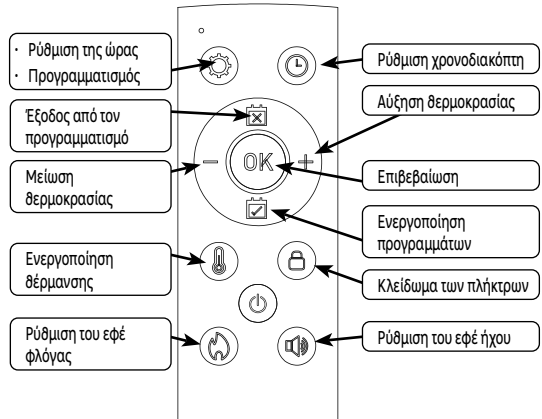 · Ρύθμιση της ώρας
· Προγραμματισμός
Ρύθμιση χρονοδιακόπτη
Έξοδος από τον
προγραμματισμό
Αύξηση θερμοκρασίας
OK
Μείωση
θερμοκρασίας
Επιβεβαίωση
Ενεργοποίηση
προγραμμάτων
Ενεργοποίηση
θέρμανσης
Κλείδωμα των πλήκτρων
Ρύθμιση του εφέ
φλόγας
Ρύθμιση του εφέ ήχου